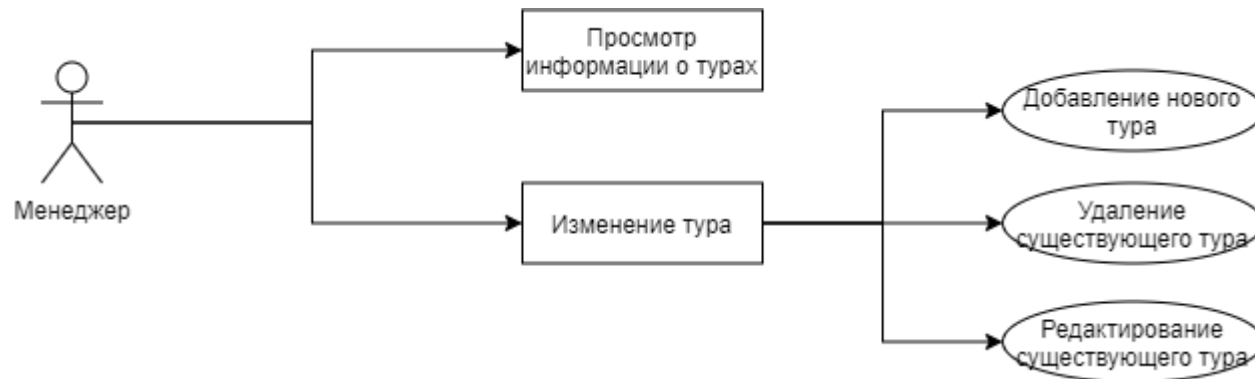 Просмотр
информации о турах
Добавление нового
тура
Менеджер
Изменение тура
Удаление
существующего тура
Редактирование
существующего тура